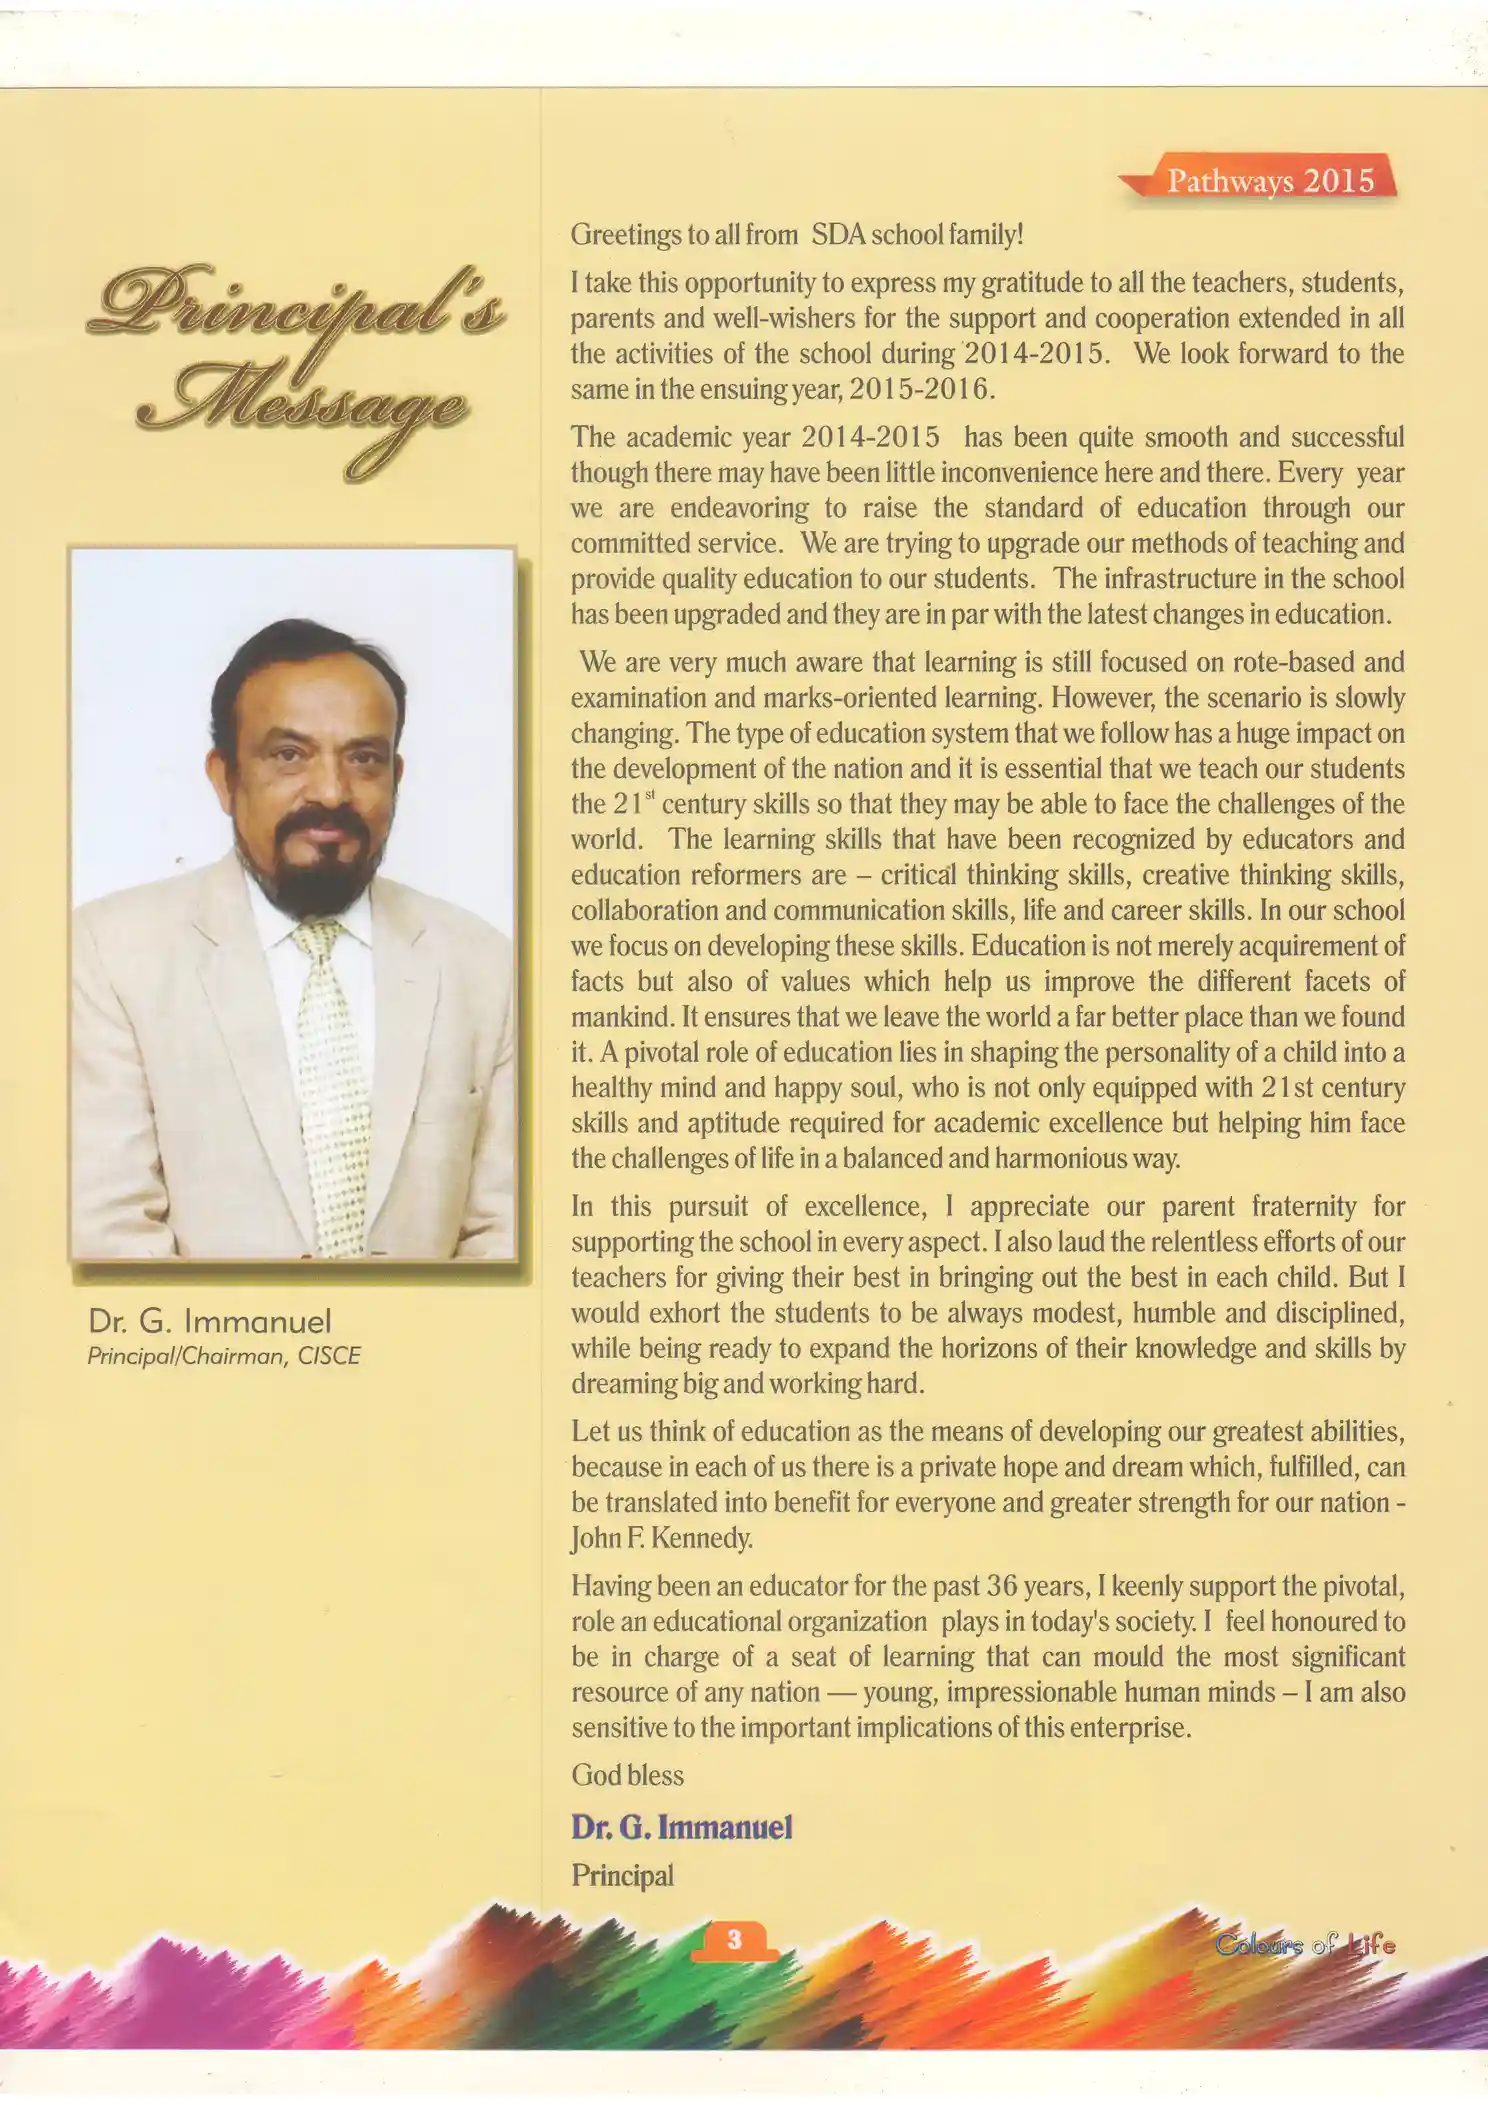 Pathways 2015
Principal's
Message
Dr. G. Immanuel
Principal/Chairman, CISCE
Greetings to all from SDA school family!
I take this opportunity to express my gratitude to all the teachers, students,
parents and well-wishers for the support and cooperation extended in all
the activities of the school during 2014-2015. We look forward to the
same in the ensuing year, 2015-2016.
The academic year 2014-2015 has been quite smooth and successful
though there may have been little inconvenience here and there. Every year
we are endeavoring to raise the standard of education through our
committed service. We are trying to upgrade our methods of teaching and
provide quality education to our students. The infrastructure in the school
has been upgraded and they are in par with the latest changes in education.
We are very much aware that learning is still focused on rote-based and
examination and marks-oriented learning. However, the scenario is slowly
changing. The type of education system that we follow has a huge impact on
the development of the nation and it is essential that we teach our students
the 21st century skills so that they may be able to face the challenges of the
world. The learning skills that have been recognized by educators and
education reformers are – critical thinking skills, creative thinking skills,
collaboration and communication skills, life and career skills. In our school
we focus on developing these skills. Education is not merely acquirement of
facts but also of values which help us improve the different facets of
mankind. It ensures that we leave the world a far better place than we found
it. A pivotal role of education lies in shaping the personality of a child into a
healthy mind and happy soul, who is not only equipped with 21st century
skills and aptitude required for academic excellence but helping him face
the challenges of life in a balanced and harmonious way.
In this pursuit of excellence, I appreciate our parent fraternity for
supporting the school in every aspect. I also laud the relentless efforts of our
teachers for giving their best in bringing out the best in each child. But I
would exhort the students to be always modest, humble and disciplined,
while being ready to expand the horizons of their knowledge and skills by
dreaming big and working hard.
Let us think of education as the means of developing our greatest abilities,
because in each of us there is a private hope and dream which, fulfilled, can
be translated into benefit for everyone and greater strength for our nation -
John F. Kennedy.
Having been an educator for the past 36 years, I keenly support the pivotal,
role an educational organization plays in today's society. I feel honoured to
be in charge of a seat of learning that can mould the most significant
resource of any nation — young, impressionable human minds – I am also
sensitive to the important implications of this enterprise.
God bless
Dr. G. Immanuel
Principal
3
Colours of Life